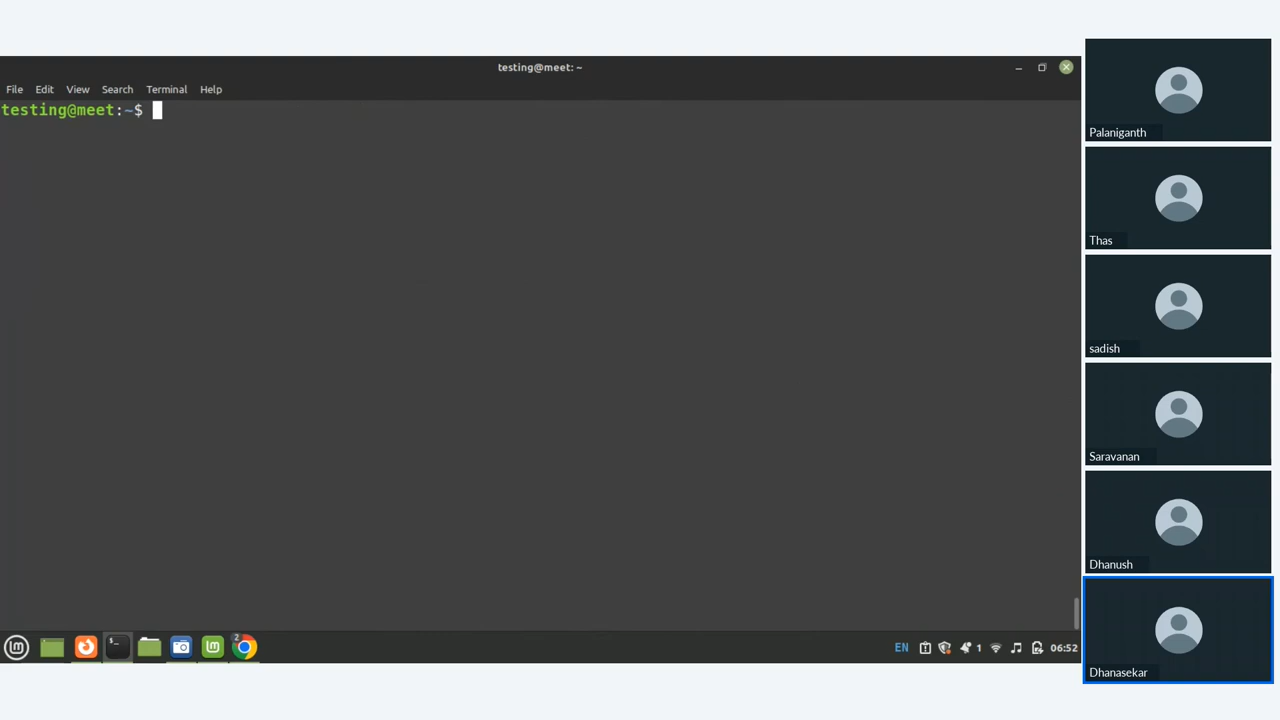 testing@meet: ~
File Edit View Search Terminal Help
testing@meet:~$
EN 1 06:52
2
Palaniganth
Thas
sadish
Saravanan
Dhanush
Dhanasekar